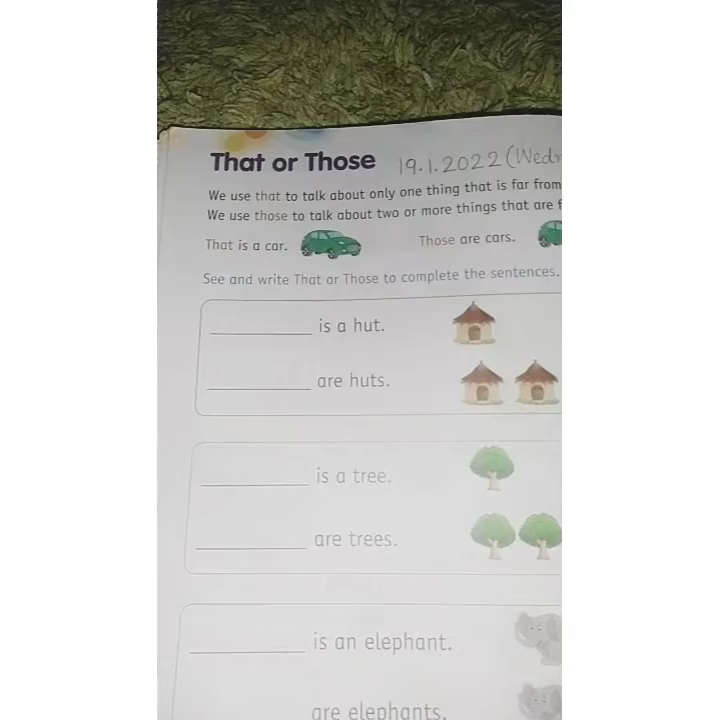 That or Those 19.1.2022 (Wedn
We use that to talk about only one thing that is far from
We use those to talk about two or more things that are f
That is a car. Those are cars.
See and write That or Those to complete the sentences.
is a hut.
are huts.
is a tree.
are trees.
is an elephant.
are elephants.